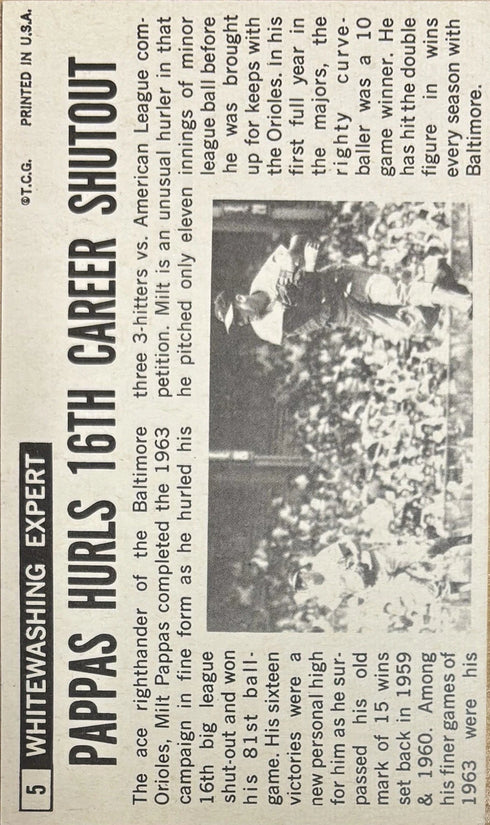 5 WHITEWASHING EXPERT
©T.C.G. PRINTED IN U.S.A.
PAPPAS HURLS 16TH CAREER SHUTOUT
The ace righthander of the Baltimore
Orioles, Milt Pappas completed the 1963
campaign in fine form as he hurled his
16th big league
shut-out and won
his 81st ball-
game. His sixteen
victories were a
new personal high
for him as he sur-
passed his old
mark of 15 wins
set back in 1959
& 1960. Among
his finer games of
1963 were his
three 3-hitters vs. American League com-
petition. Milt is an unusual hurler in that
he pitched only eleven innings of minor
league ball before
he was brought
up for keeps with
the Orioles. In his
first full year in
the majors, the
righty curve-
baller was a 10
game winner. He
has hit the double
figure in wins
every season with
Baltimore.